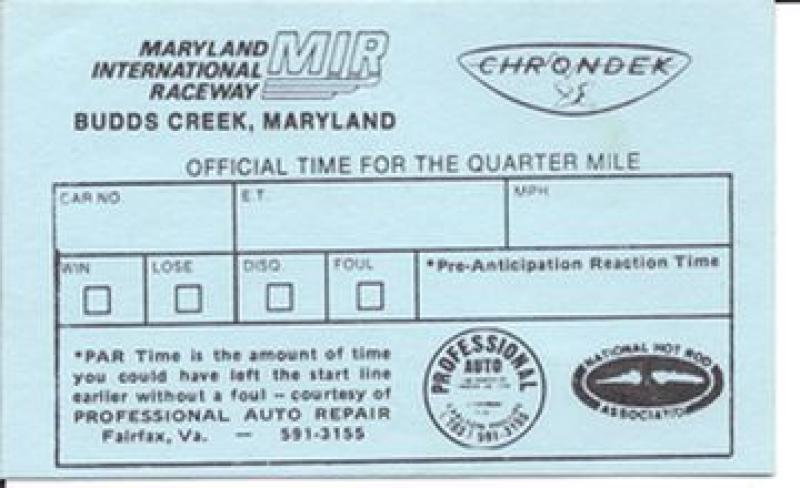 MARYLAND
INTERNATIONAL
RACEWAY
MIR
BUDDS CREEK, MARYLAND
CHRONDEK
OFFICIAL TIME FOR THE QUARTER MILE
CAR NO.
E.T.
MPH
WIN
LOSE
DISQ
FOUL
*Pre-Anticipation Reaction Time
*PAR Time is the amount of time
you could have left the start line
earlier without a foul – courtesy of
PROFESSIONAL AUTO REPAIR
Fairfax, Va. — 591-3155
PROFESSIONAL
AUTO
(703) 591-3155
NATIONAL HOT ROD
ASSOCIATION